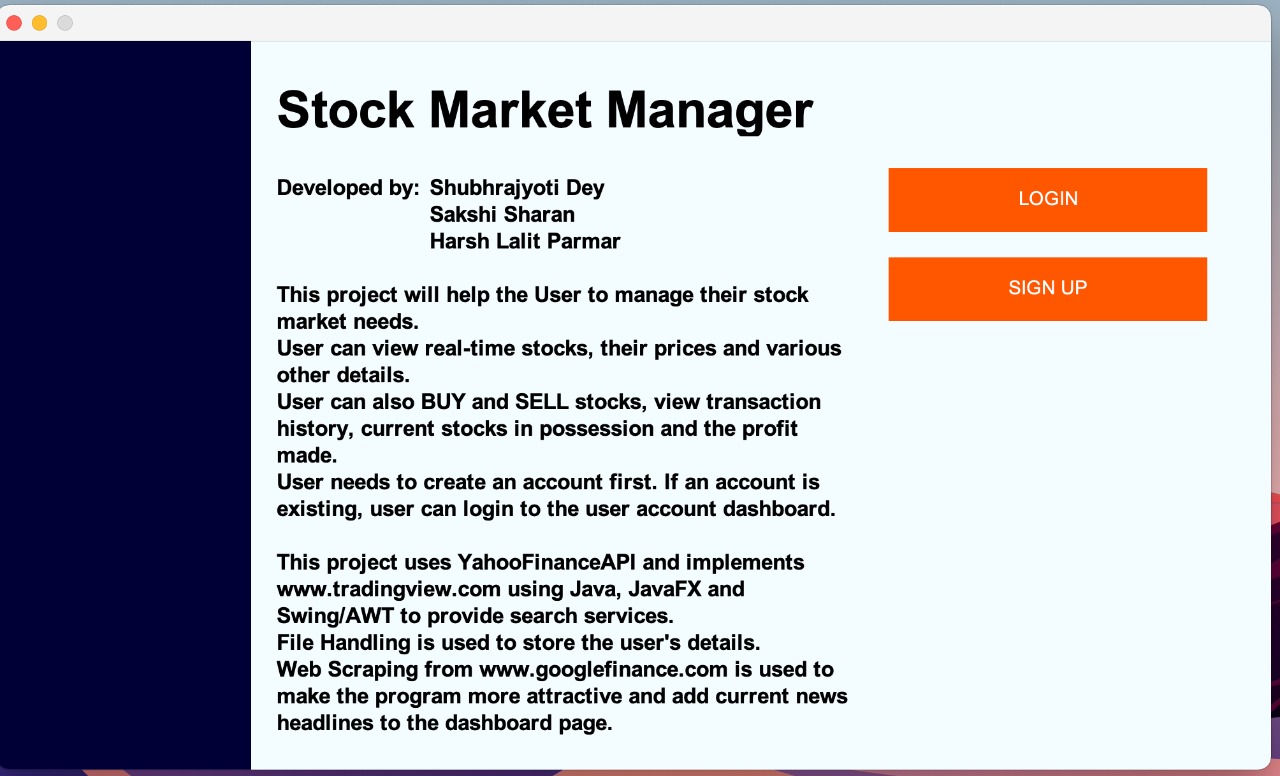 Stock Market Manager
Developed by: Shubhrajyoti Dey
Sakshi Sharan
Harsh Lalit Parmar
LOGIN
SIGN UP
This project will help the User to manage their stock
market needs.
User can view real-time stocks, their prices and various
other details.
User can also BUY and SELL stocks, view transaction
history, current stocks in possession and the profit
made.
User needs to create an account first. If an account is
existing, user can login to the user account dashboard.
This project uses YahooFinanceAPI and implements
www.tradingview.com using Java, JavaFX and
Swing/AWT to provide search services.
File Handling is used to store the user's details.
Web Scraping from www.googlefinance.com is used to
make the program more attractive and add current news
headlines to the dashboard page.